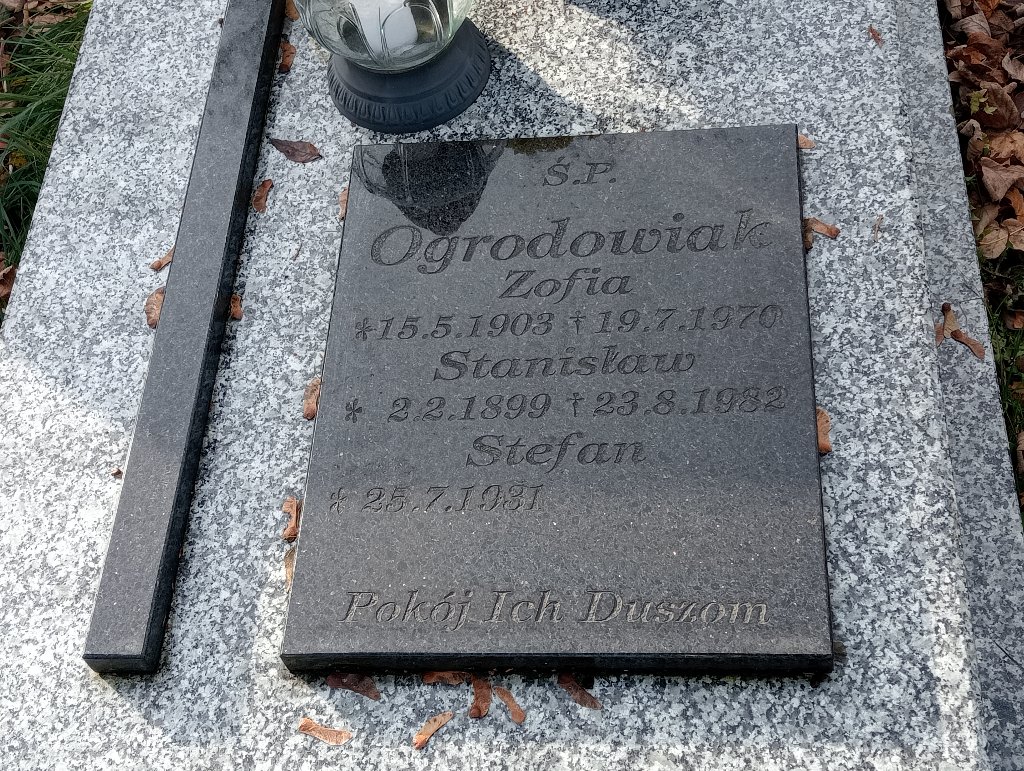 Ś.P.
Ogrodowiak
Zofia
*15.5.1903 †19.7.1970
Stanisław
* 2.2.1899 †23.8.1982
Stefan
* 25.7.1931
Pokój Ich Duszom